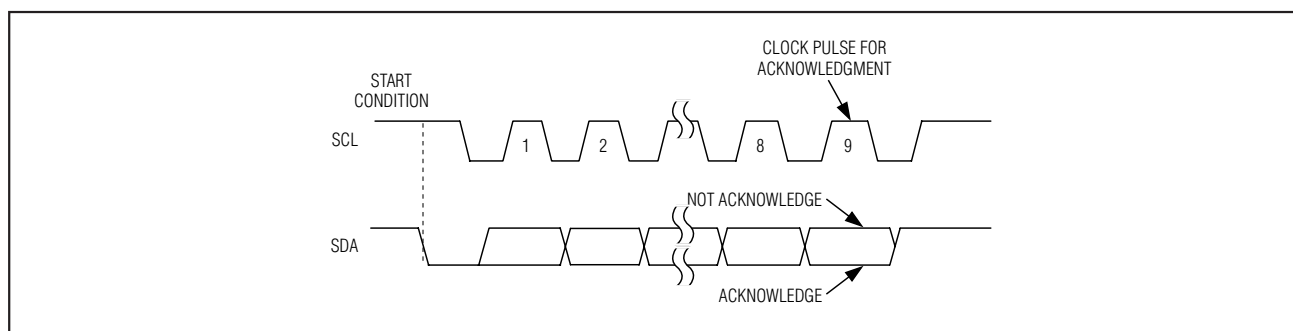 CLOCK PULSE FOR
ACKNOWLEDGMENT
START
CONDITION
SCL
1
2
8
9
NOT ACKNOWLEDGE
SDA
ACKNOWLEDGE